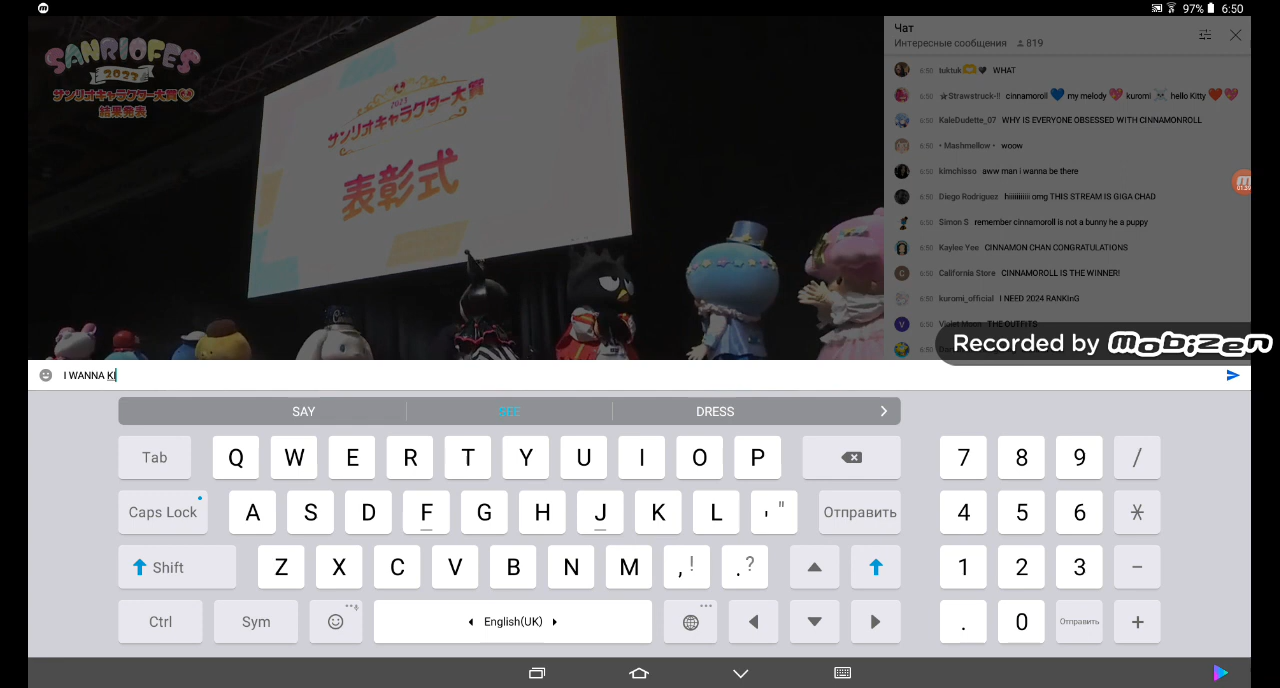 97% 6:50
SANRIOFES
2023
サンリオキャラクター大賞
結果発表
2023
サンリオキャラクター大賞
表彰式
Чат
Интересные сообщения 819
6:50 tuktuk🫶🖤 WHAT
6:50 ☆Strawstruck-!! cinnamoroll 💙 my melody 💖 kuromi ☠️ hello Kitty ❤️ 💖
6:50 KaleDudette_07 WHY IS EVERYONE OBSESSED WITH CINNAMONROLL
6:50 • Mashmellow • woow
6:50 kimchisso aww man i wanna be there
6:50 Diego Rodriguez hiiiiiiiiiii omg THIS STREAM IS GIGA CHAD
6:50 Simon S remember cinnamoroll is not a bunny he a puppy
6:50 Kaylee Yee CINNAMON CHAN CONGRATULATIONS
C 6:50 California Store CINNAMOROLL IS THE WINNER!
6:50 kuromi_official I NEED 2024 RANKInG
V 6:50 Violet Moon THE OUTFITS
Recorded by mobizen
I WANNA KI
SAY SEE DRESS
Tab Q W E R T Y U I O P 7 8 9 /
Caps Lock A S D F G H J K L ' " Отправить 4 5 6 *
Shift Z X C V B N M , ! . ? 1 2 3 -
Ctrl Sym English(UK) . 0 Отправить +